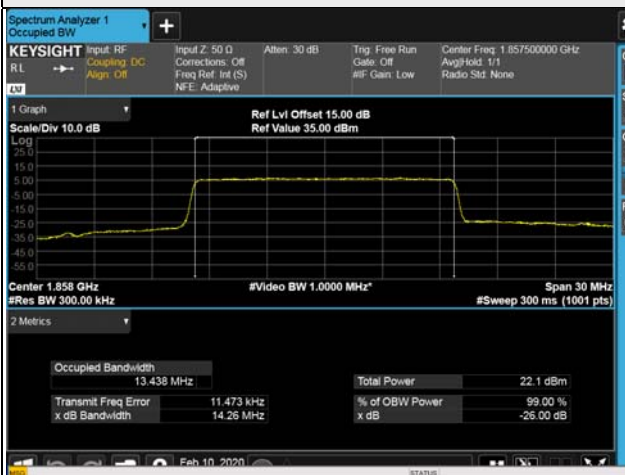 Spectrum Analyzer 1
Occupied BW
+
KEYSIGHT Input: RF Input Z: 50 Ω Atten: 30 dB Trig: Free Run Center Freq: 1.857500000 GHz
RL Coupling: DC Corrections: Off Gate: Off Avg|Hold: 1/1
Align: Off Freq Ref: Int (S) #IF Gain: Low Radio Std: None
LXI NFE: Adaptive
1 Graph
Ref Lvl Offset 15.00 dB
Scale/Div 10.0 dB Ref Value 35.00 dBm
Log
25.0
15.0
5.00
-5.00
-15.0
-25.0
-35.0
-45.0
-55.0
Center 1.858 GHz #Video BW 1.0000 MHz* Span 30 MHz
#Res BW 300.00 kHz #Sweep 300 ms (1001 pts)
2 Metrics
Occupied Bandwidth
13.438 MHz Total Power 22.1 dBm
Transmit Freq Error 11.473 kHz % of OBW Power 99.00 %
x dB Bandwidth 14.26 MHz x dB -26.00 dB
Feb 10, 2020
MSG STATUS